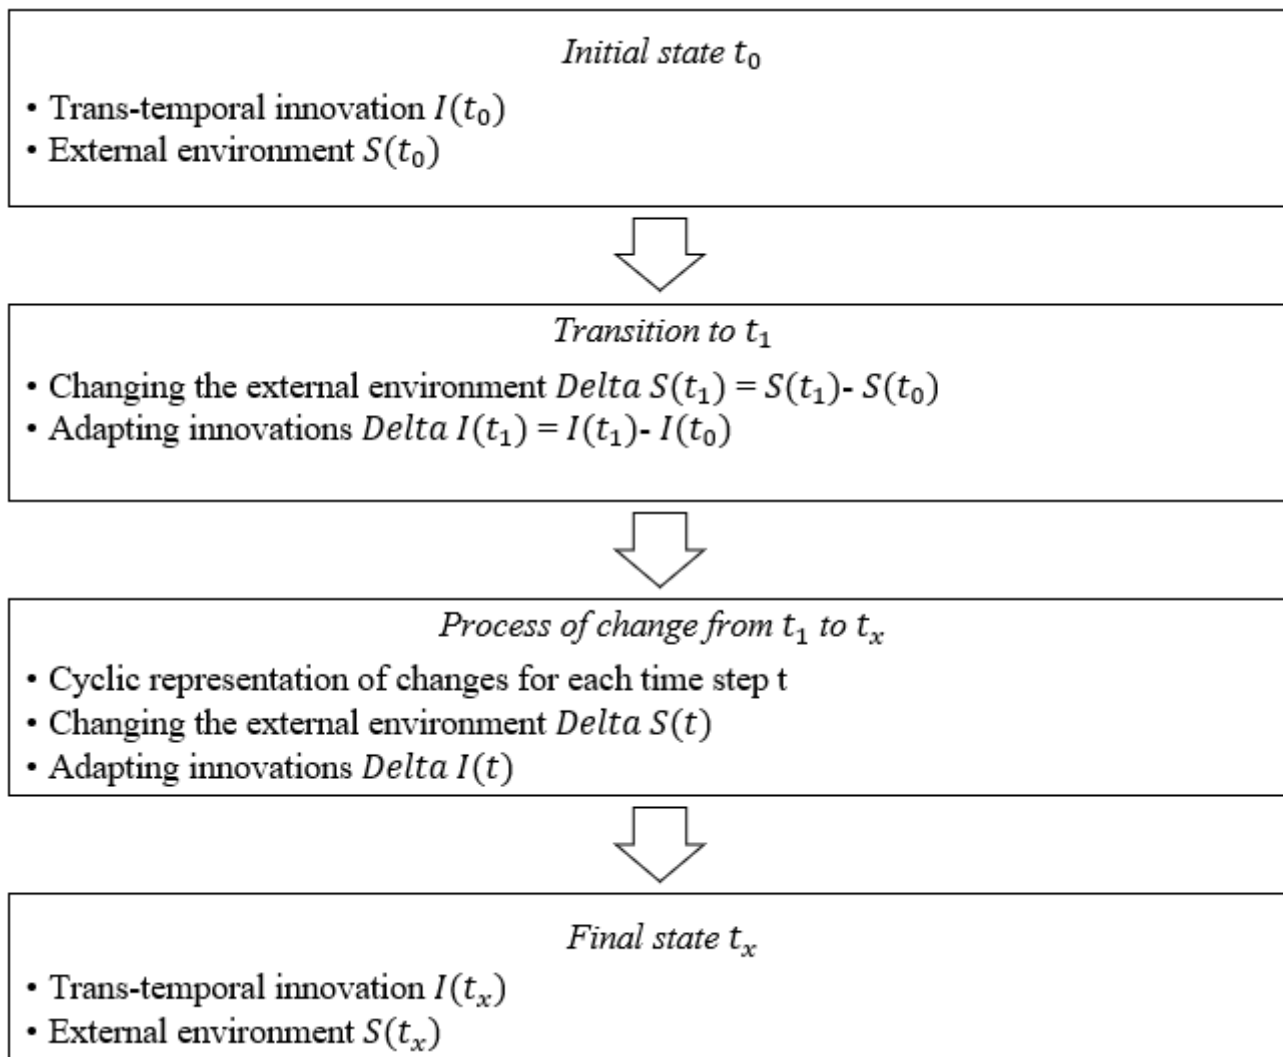 Initial state t₀
• Trans-temporal innovation I(t₀)
• External environment S(t₀)
Transition to t₁
• Changing the external environment Delta S(t₁) = S(t₁)- S(t₀)
• Adapting innovations Delta I(t₁) = I(t₁)- I(t₀)
Process of change from t₁ to tₓ
• Cyclic representation of changes for each time step t
• Changing the external environment Delta S(t)
• Adapting innovations Delta I(t)
Final state tₓ
• Trans-temporal innovation I(tₓ)
• External environment S(tₓ)